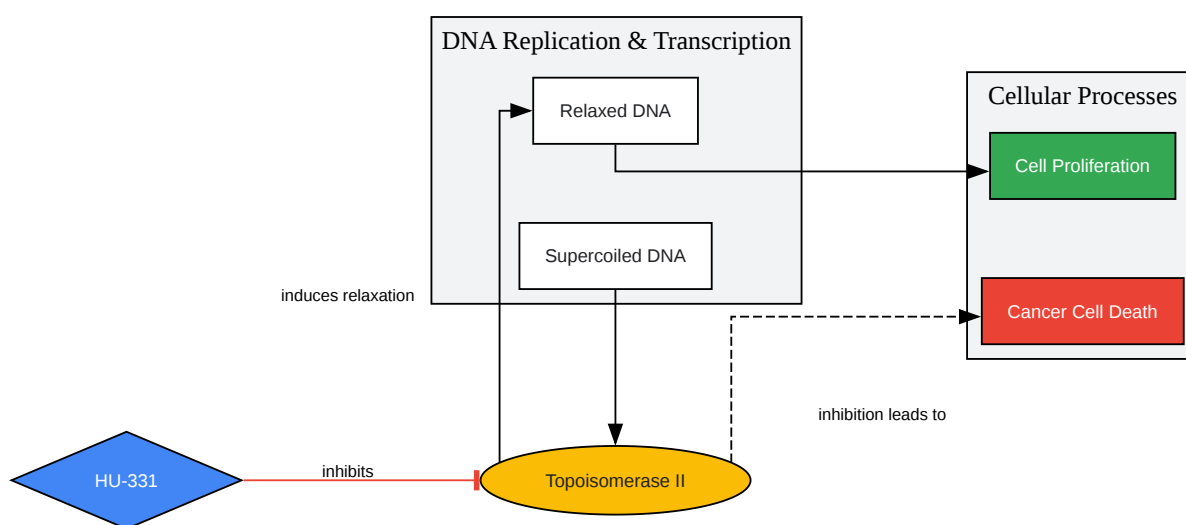 DNA Replication & Transcription
Relaxed DNA
Supercoiled DNA
induces relaxation
Cellular Processes
Cell Proliferation
Cancer Cell Death
inhibition leads to
HU-331
inhibits
Topoisomerase II